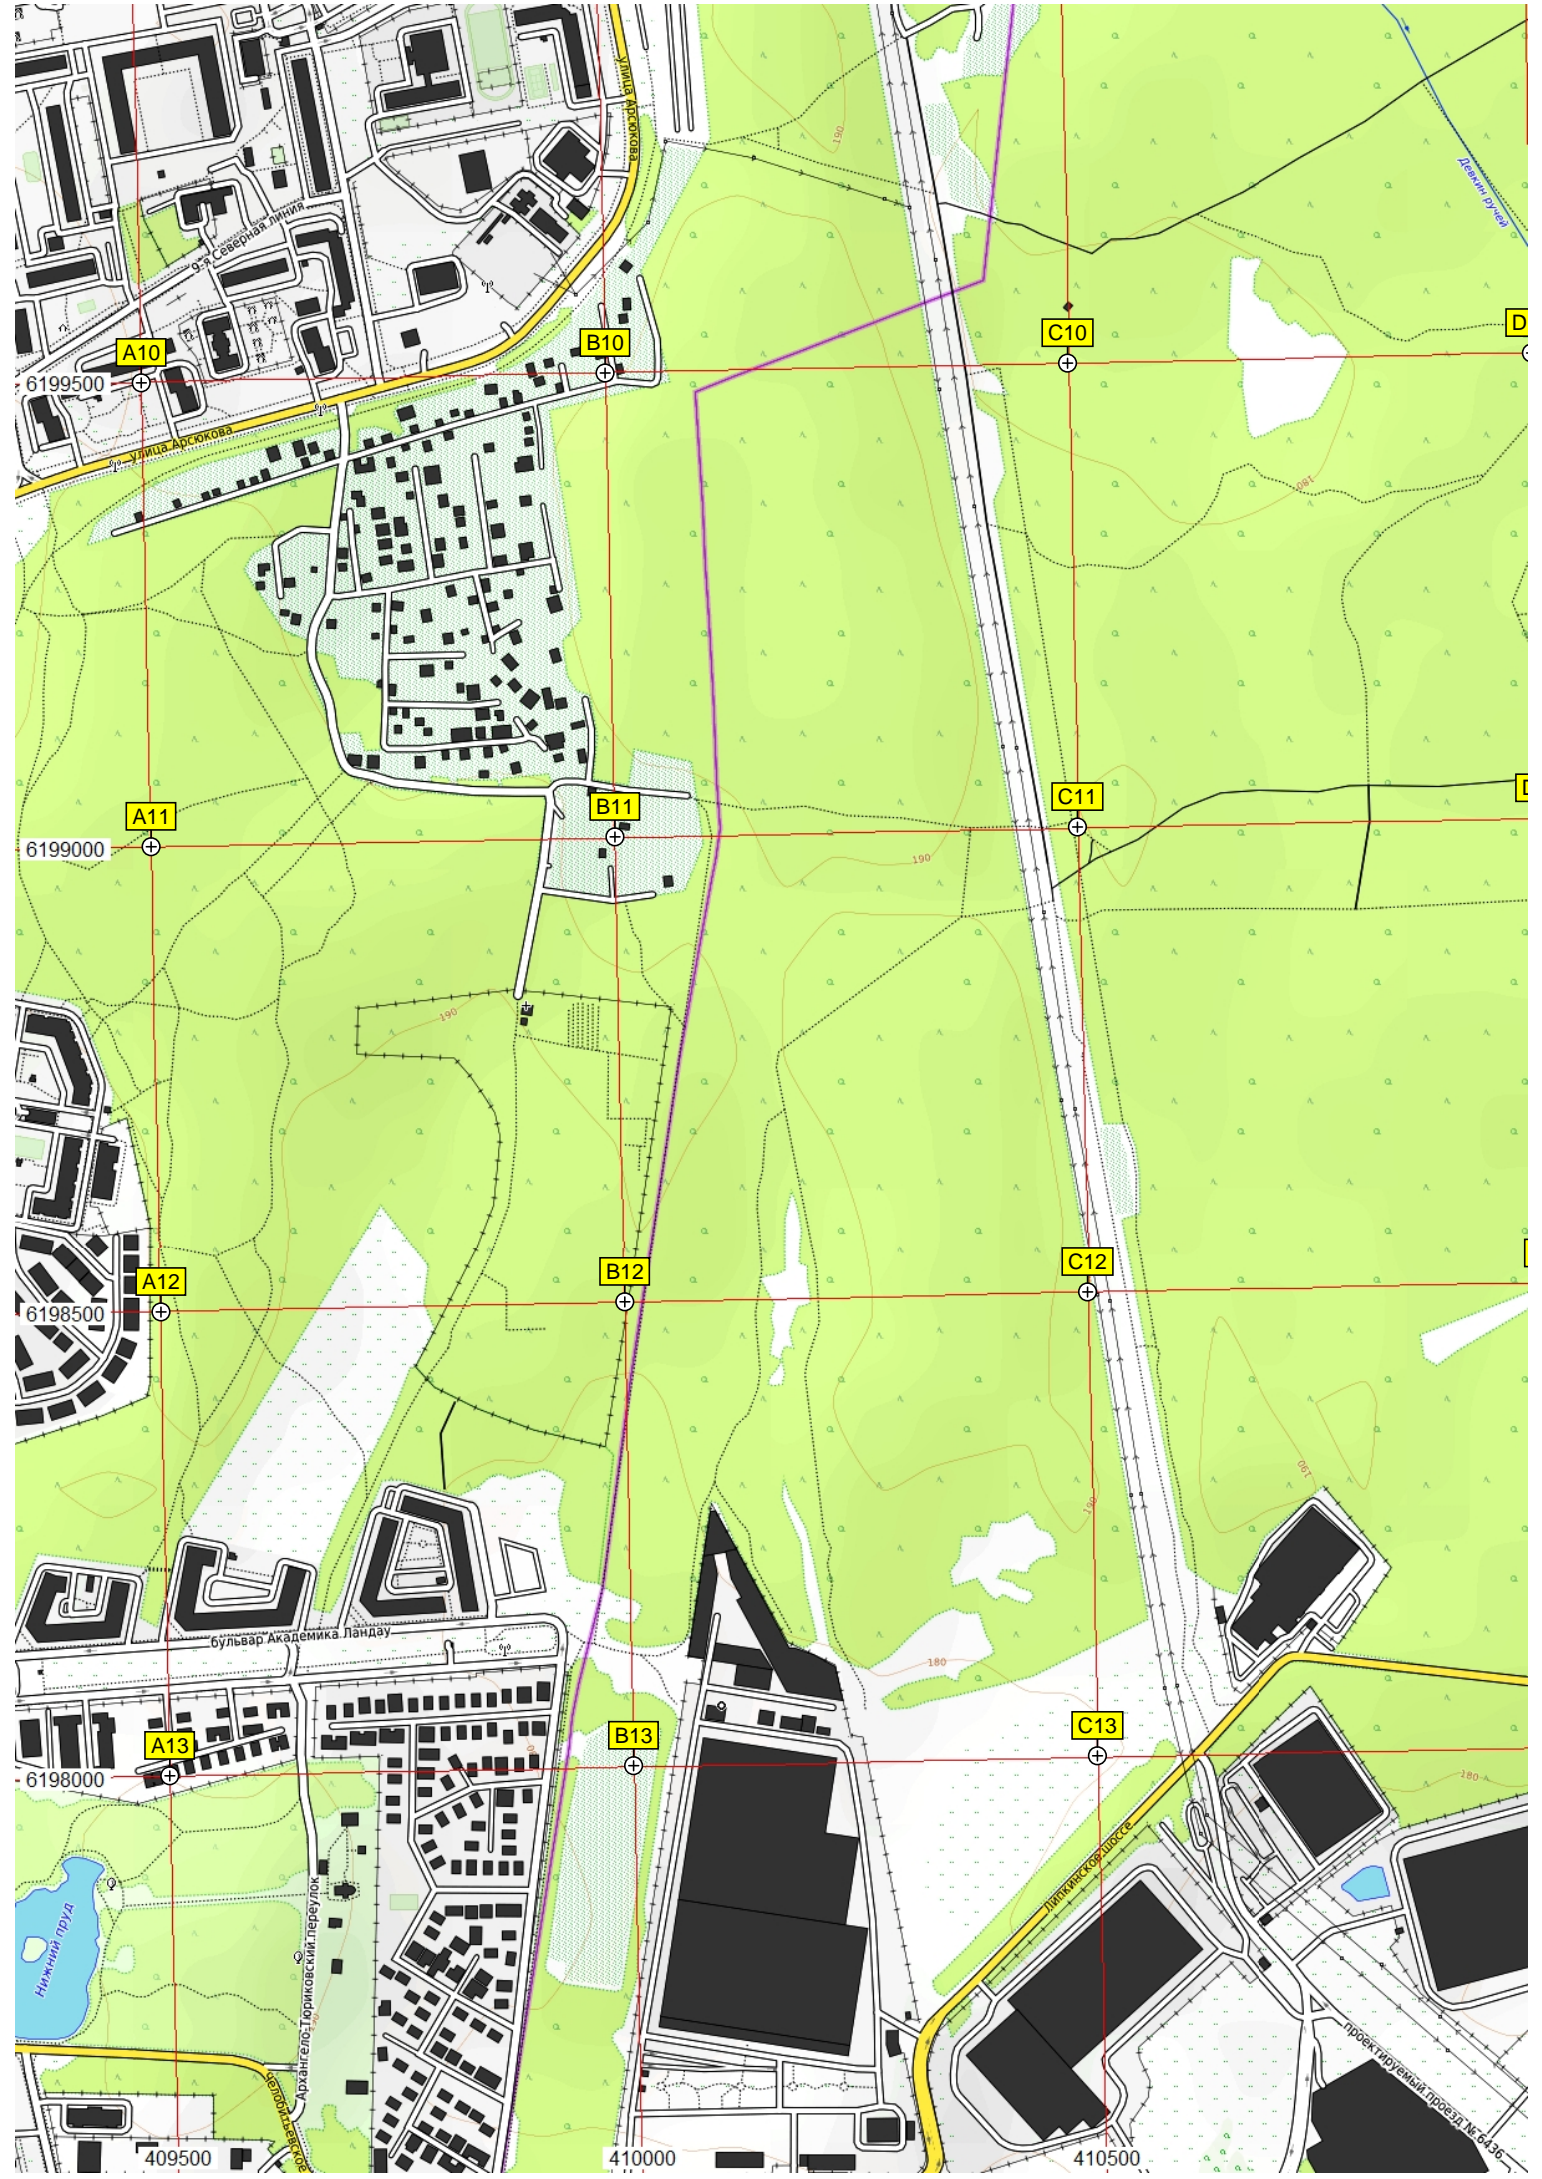 улица Арсюкова
190
Девкин ручей
9-я Северная линия
A10
B10
C10
D
6199500
улица Арсюкова
180
A11
B11
C11
D
6199000
190
190
A12
B12
C12
6198500
190
190
бульвар Академика Ландау
180
A13
B13
C13
6198000
180
Липкинское шоссе
Нижний пруд
Архангело-Тюриковский переулок
190
проектируемый проезд № 6436
Челобитьевское
409500
410000
410500